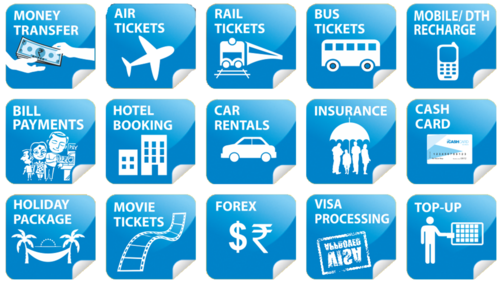 MONEY
TRANSFER
AIR
TICKETS
RAIL
TICKETS
BUS
TICKETS
MOBILE/ DTH
RECHARGE
BILL
PAYMENTS
HOTEL
BOOKING
CAR
RENTALS
INSURANCE
CASH
CARD
HOLIDAY
PACKAGE
MOVIE
TICKETS
FOREX
$₹
VISA
PROCESSING
APPROVED
VISA
TOP-UP